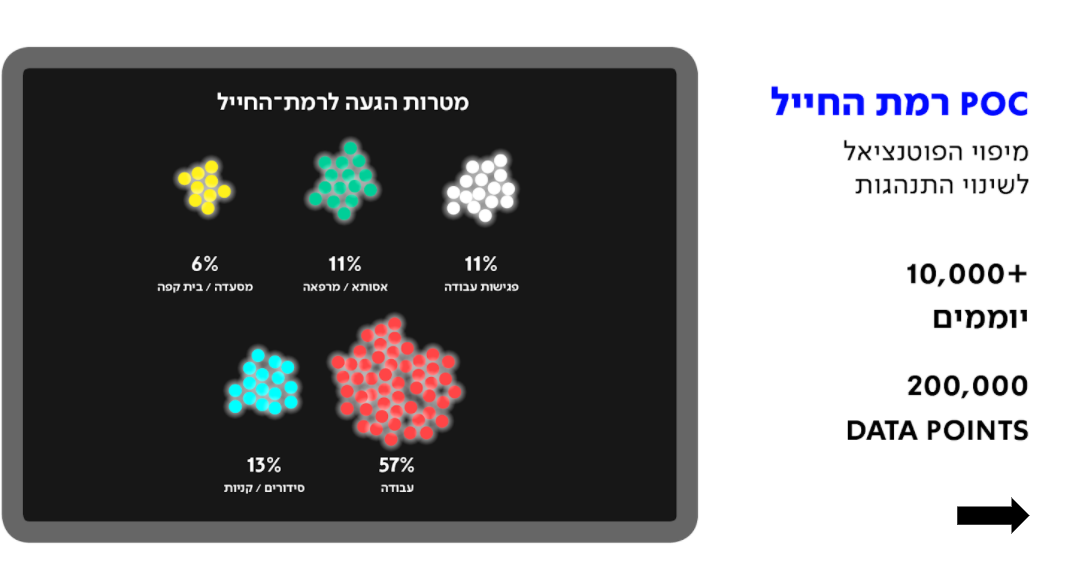 POC רמת החייל
מיפוי הפוטנציאל
לשינוי התנהגות
10,000+
יוממים
200,000
DATA POINTS
מטרות הגעה לרמת־החייל
11%
פגישות עבודה
11%
אסותא / מרפאה
6%
מסעדה / בית קפה
57%
עבודה
13%
סידורים / קניות